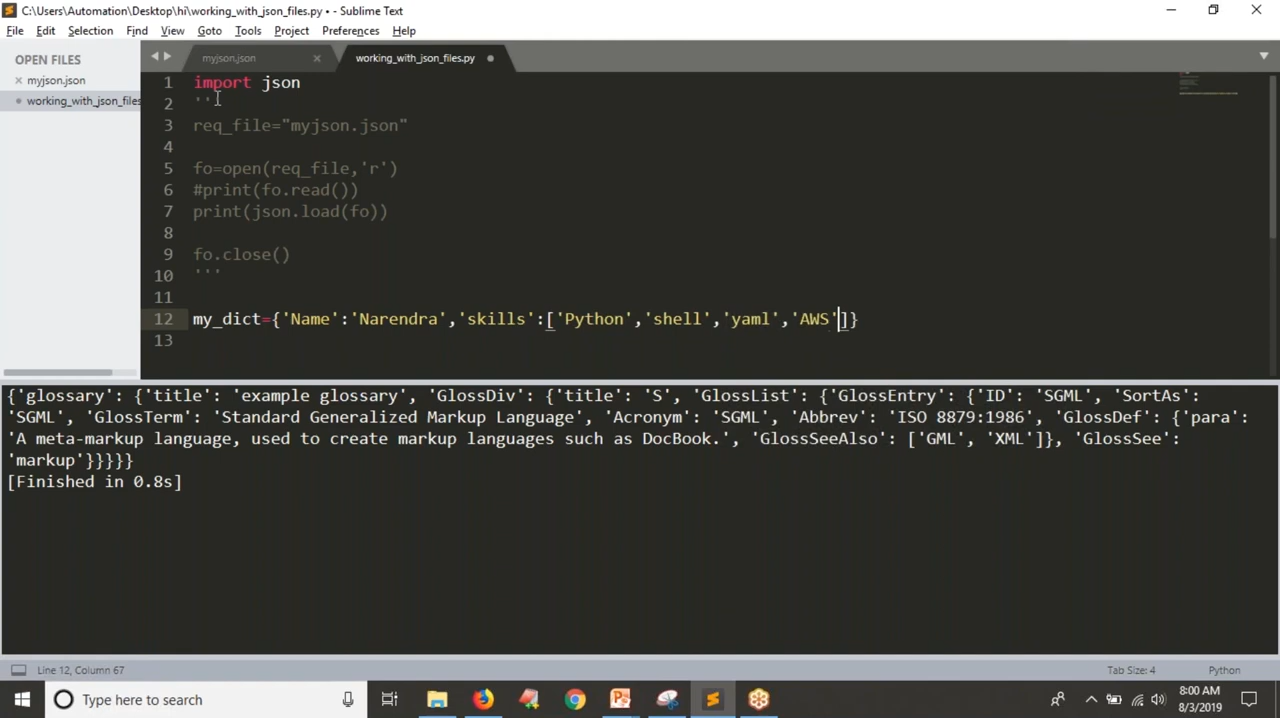 C:\Users\Automation\Desktop\hi\working_with_json_files.py • - Sublime Text
File Edit Selection Find View Goto Tools Project Preferences Help
OPEN FILES
myjson.json
working_with_json_files
myjson.json
working_with_json_files.py
1 import json
2 '''
3 req_file="myjson.json"
4
5 fo=open(req_file,'r')
6 #print(fo.read())
7 print(json.load(fo))
8
9 fo.close()
10 '''
11
12 my_dict={'Name':'Narendra','skills':['Python','shell','yaml','AWS']}
13
{'glossary': {'title': 'example glossary', 'GlossDiv': {'title': 'S', 'GlossList': {'GlossEntry': {'ID': 'SGML', 'SortAs':
'SGML', 'GlossTerm': 'Standard Generalized Markup Language', 'Acronym': 'SGML', 'Abbrev': 'ISO 8879:1986', 'GlossDef': {'para':
'A meta-markup language, used to create markup languages such as DocBook.', 'GlossSeeAlso': ['GML', 'XML']}, 'GlossSee':
'markup'}}}}}
[Finished in 0.8s]
Line 12, Column 67
Tab Size: 4
Python
Type here to search
8:00 AM
8/3/2019